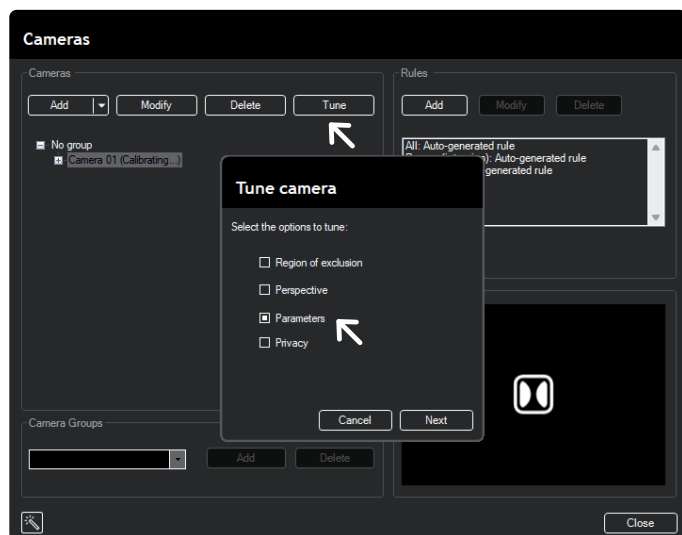 Cameras
Cameras
Add
Modify
Delete
Tune
No group
Camera 01 (Calibrating...)
Camera Groups
Add
Delete
Rules
Add
Modify
Delete
All: Auto-generated rule
): Auto-generated rule
generated rule
Tune camera
Select the options to tune:
Region of exclusion
Perspective
Parameters
Privacy
Cancel
Next
Close